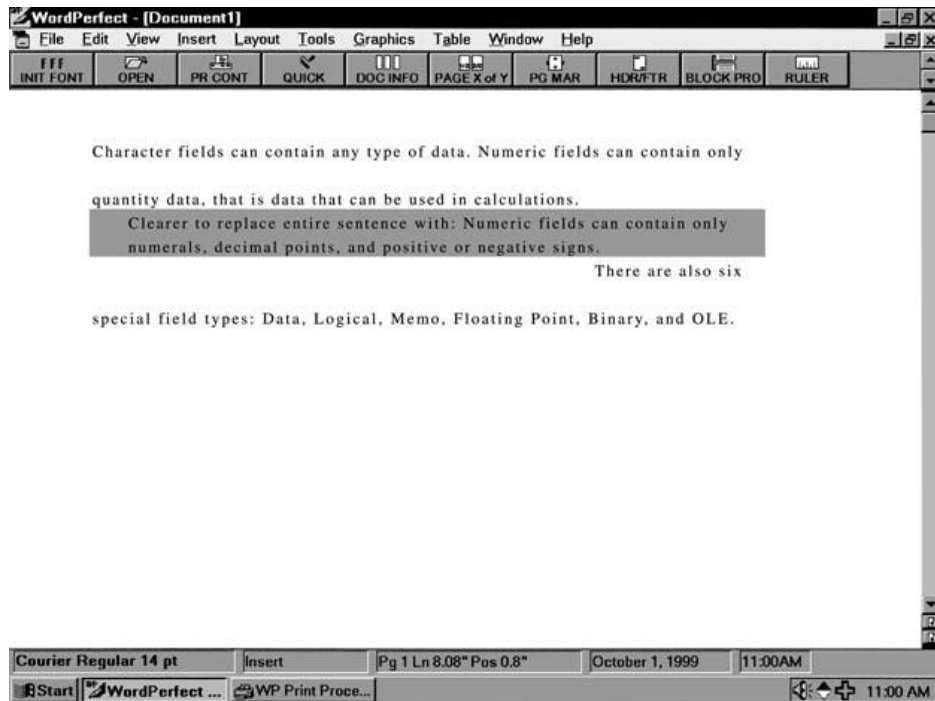 WordPerfect - [Document1]
File Edit View Insert Layout Tools Graphics Table Window Help
FFF
INIT FONT OPEN PR CONT QUICK DOC INFO PAGE X of Y PG MAR HDR/FTR BLOCK PRO RULER
Character fields can contain any type of data. Numeric fields can contain only
quantity data, that is data that can be used in calculations.
Clearer to replace entire sentence with: Numeric fields can contain only
numerals, decimal points, and positive or negative signs.
There are also six
special field types: Data, Logical, Memo, Floating Point, Binary, and OLE.
Courier Regular 14 pt Insert Pg 1 Ln 8.08" Pos 0.8" October 1, 1999 11:00AM
Start WordPerfect ... WP Print Proce... 11:00 AM